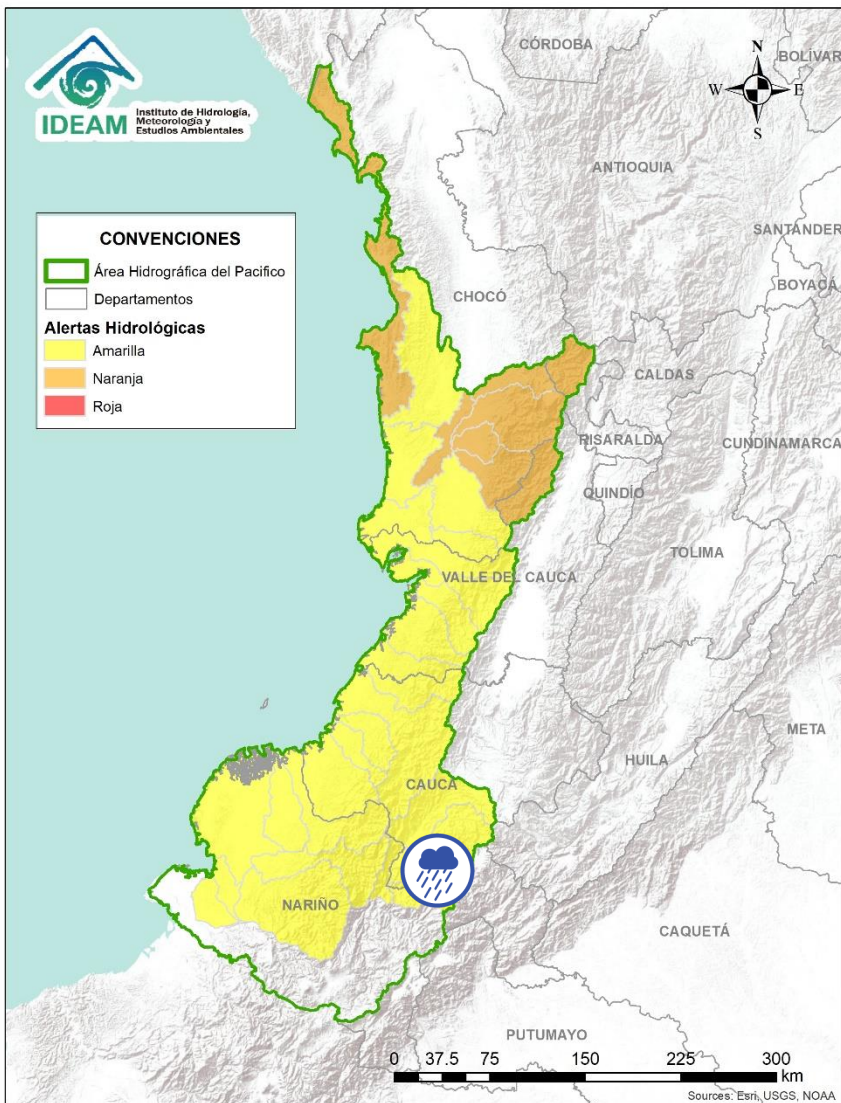 IDEAM
Instituto de Hidrología,
Meteorología y
Estudios Ambientales
N
W
E
S
CÓRDOBA
BOLÍVAR
ANTIOQUIA
SANTANDER
BOYACÁ
CHOCÓ
CALDAS
RISARALDA
CUNDINAMARCA
QUINDÍO
TOLIMA
VALLE DEL CAUCA
META
HUILA
CAUCA
NARIÑO
CAQUETÁ
PUTUMAYO
CONVENCIONES
Área Hidrográfica del Pacifico
Departamentos
Alertas Hidrológicas
Amarilla
Naranja
Roja
0 37.5 75 150 225 300
km
Sources: Esri, USGS, NOAA